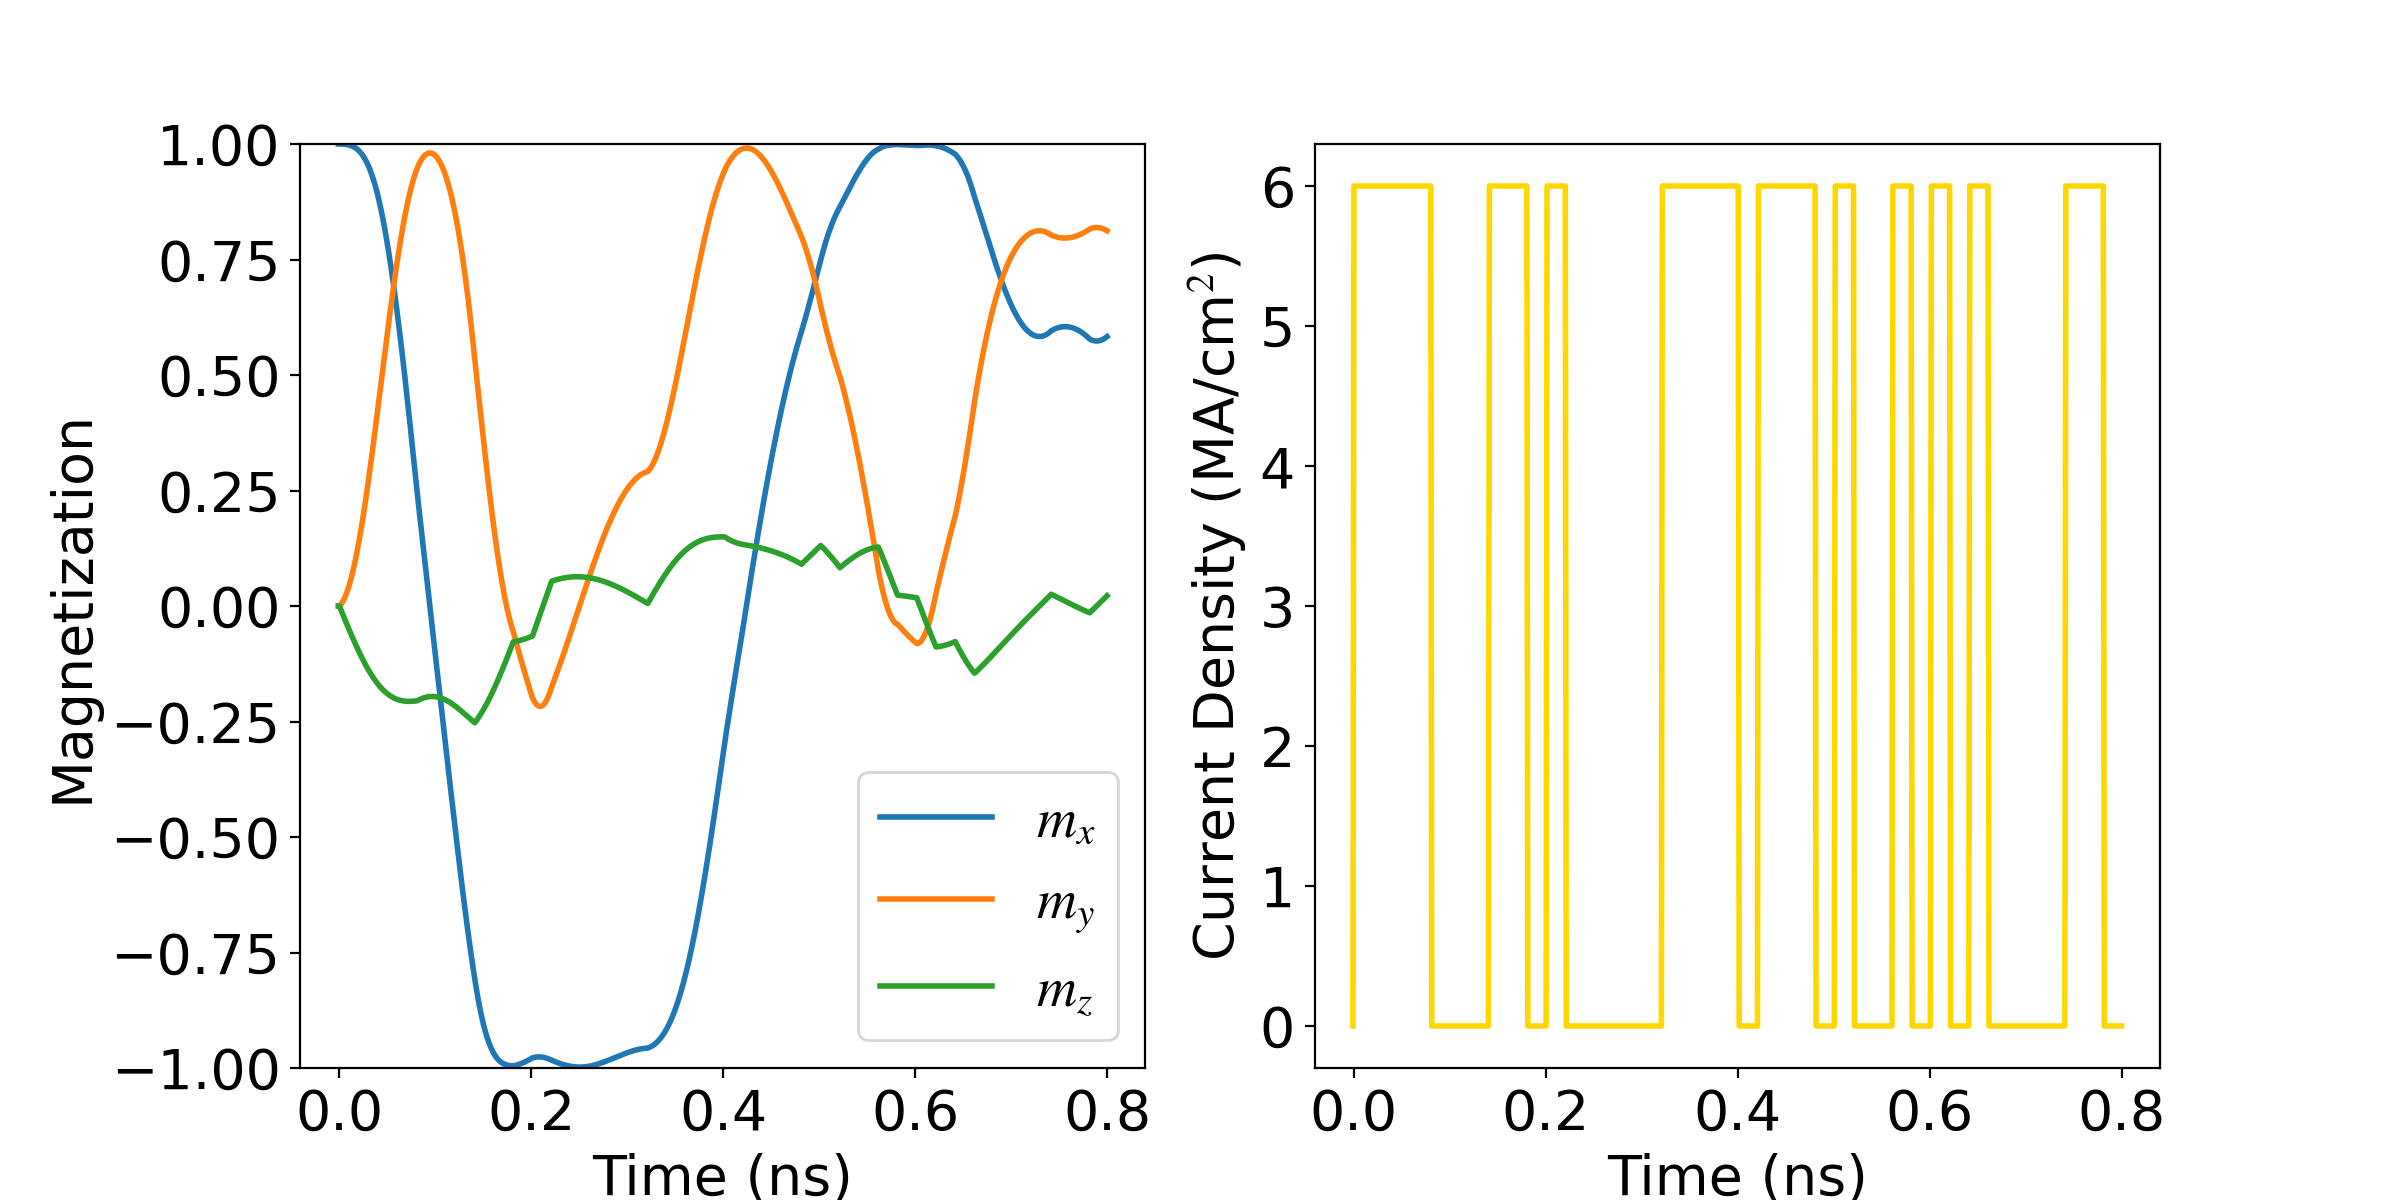 Magnetization
1.00
0.75
0.50
0.25
0.00
−0.25
−0.50
−0.75
−1.00
0.0 0.2 0.4 0.6 0.8
Time (ns)
m_x
m_y
m_z
Current Density (MA/cm²)
6
5
4
3
2
1
0
0.0 0.2 0.4 0.6 0.8
Time (ns)